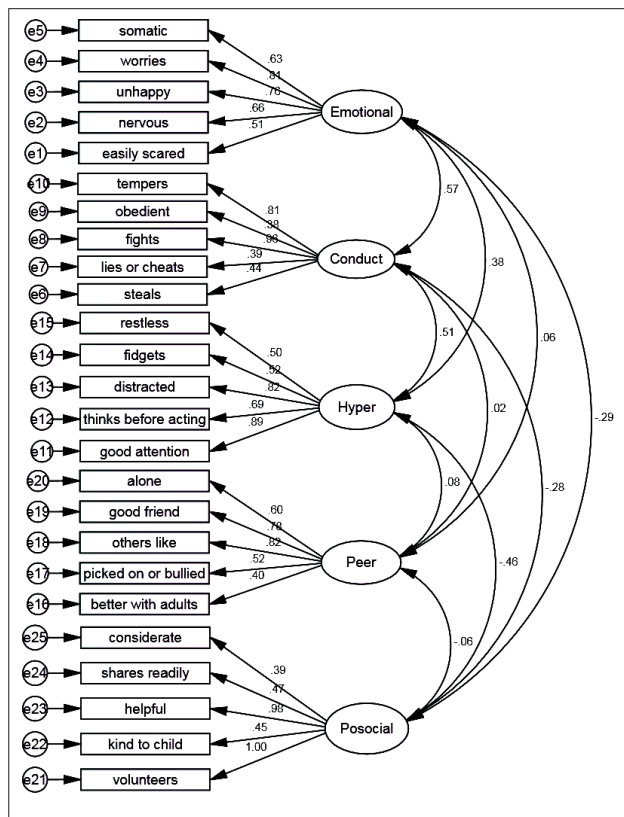 e5 somatic
.63
e4 worries
.81
e3 unhappy
.76
Emotional
e2 nervous
.66
e1 easily scared
.51
e10 tempers
.57
e9 obedient
.81
.38
e8 fights
.98
.38
e7 lies or cheats
.39
Conduct
e6 steals
.44
e15 restless
.51
.06
e14 fidgets
.50
.52
e13 distracted
.82
-.29
e12 thinks before acting
.69
Hyper
.02
e11 good attention
.89
e20 alone
.08
-.28
e19 good friend
.60
.78
e18 others like
.82
-.46
e17 picked on or bullied
.52
Peer
e16 better with adults
.40
e25 considerate
-.06
e24 shares readily
.39
.47
e23 helpful
.98
Posocial
e22 kind to child
.45
e21 volunteers
1.00